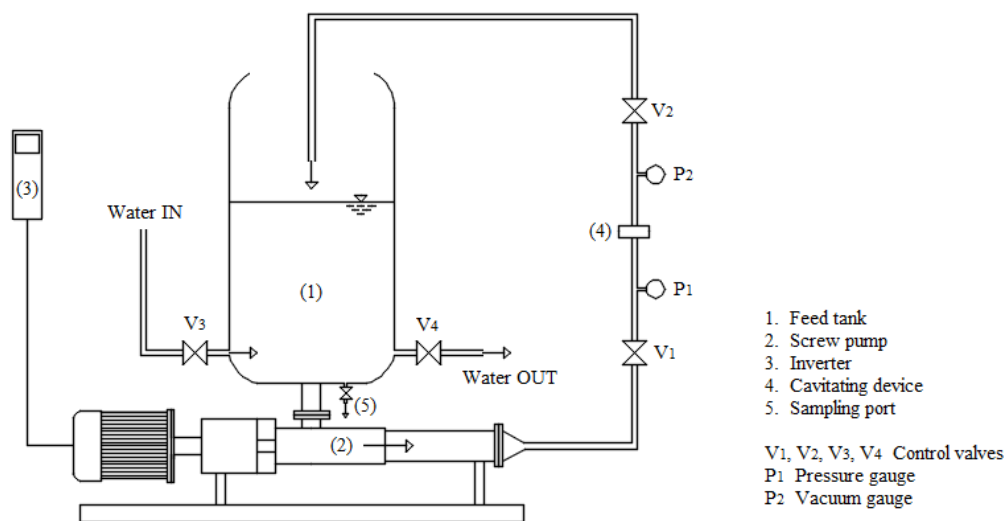 V2
P2
(3)
Water IN
(4)
(1)
P1
V3
V4
V1
Water OUT
(5)
(2)
1. Feed tank
2. Screw pump
3. Inverter
4. Cavitating device
5. Sampling port
V1, V2, V3, V4 Control valves
P1 Pressure gauge
P2 Vacuum gauge